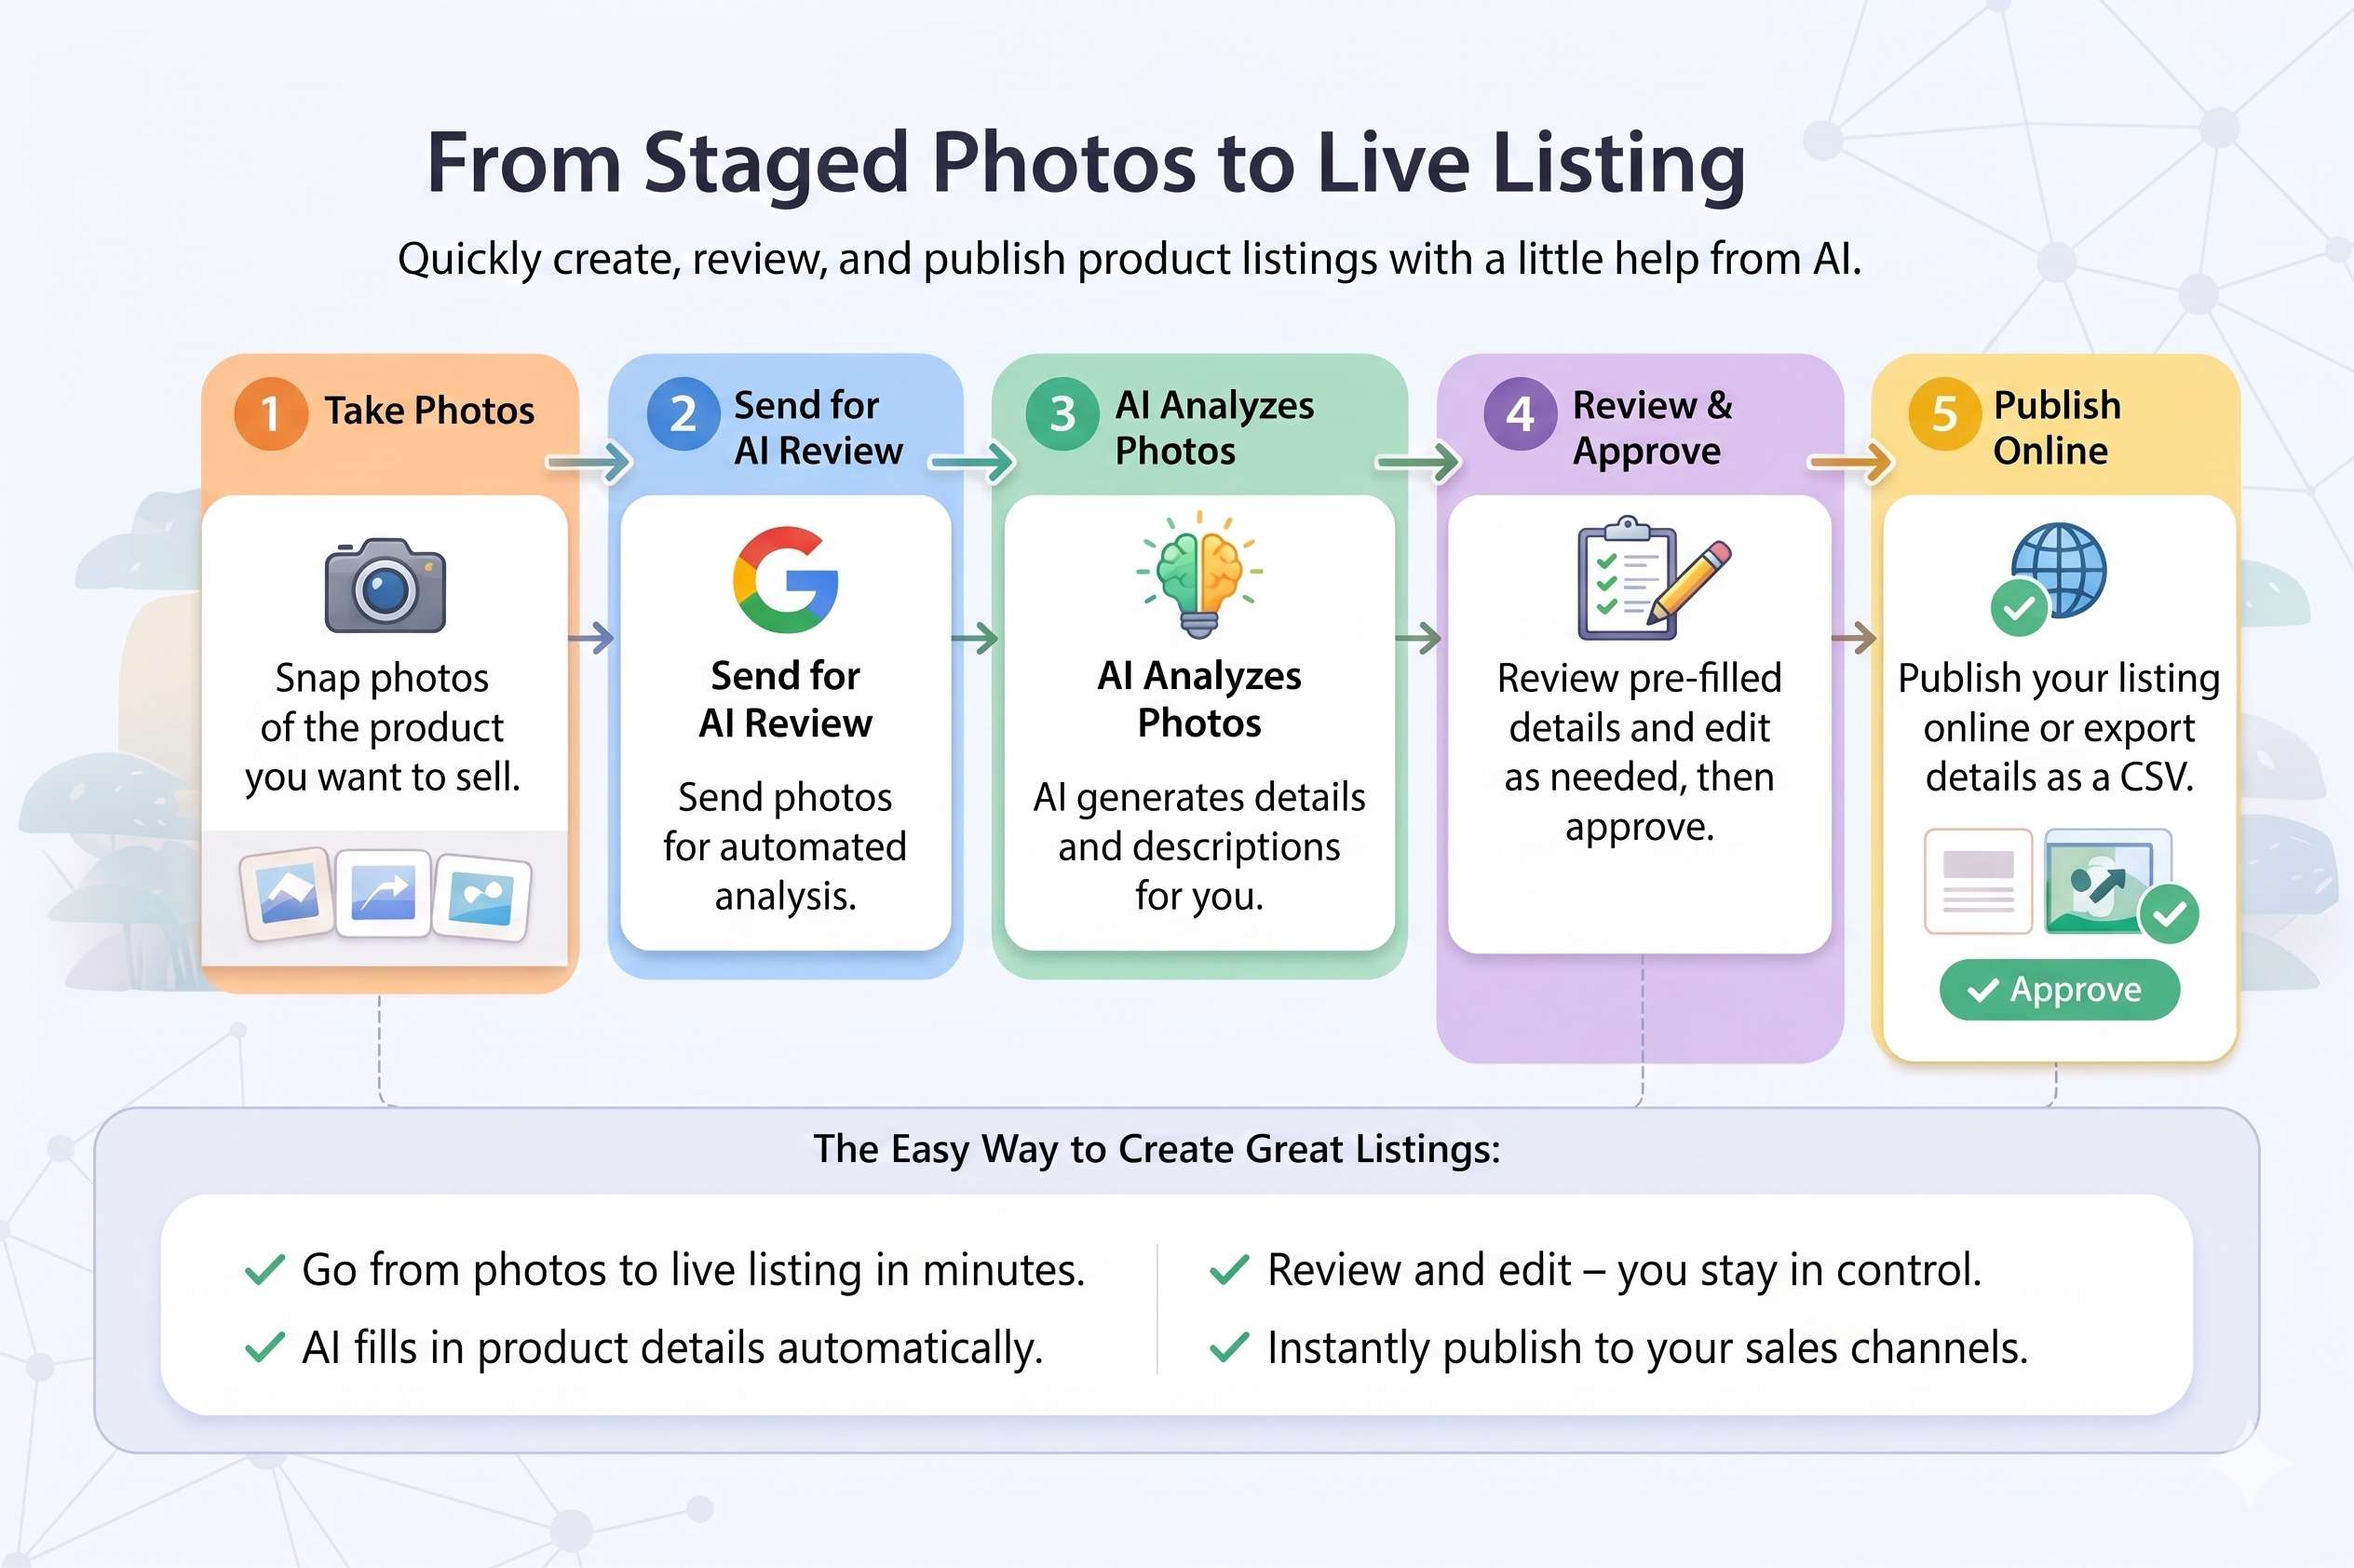 From Staged Photos to Live Listing
Quickly create, review, and publish product listings with a little help from AI.
1 Take Photos
Snap photos
of the product
you want to sell.
2 Send for
AI Review
Send for
AI Review
Send photos
for automated
analysis.
3 AI Analyzes
Photos
AI Analyzes
Photos
AI generates details
and descriptions
for you.
4 Review &
Approve
Review pre-filled
details and edit
as needed, then
approve.
5 Publish
Online
Publish your listing
online or export
details as a CSV.
Approve
The Easy Way to Create Great Listings:
Go from photos to live listing in minutes.
AI fills in product details automatically.
Review and edit – you stay in control.
Instantly publish to your sales channels.